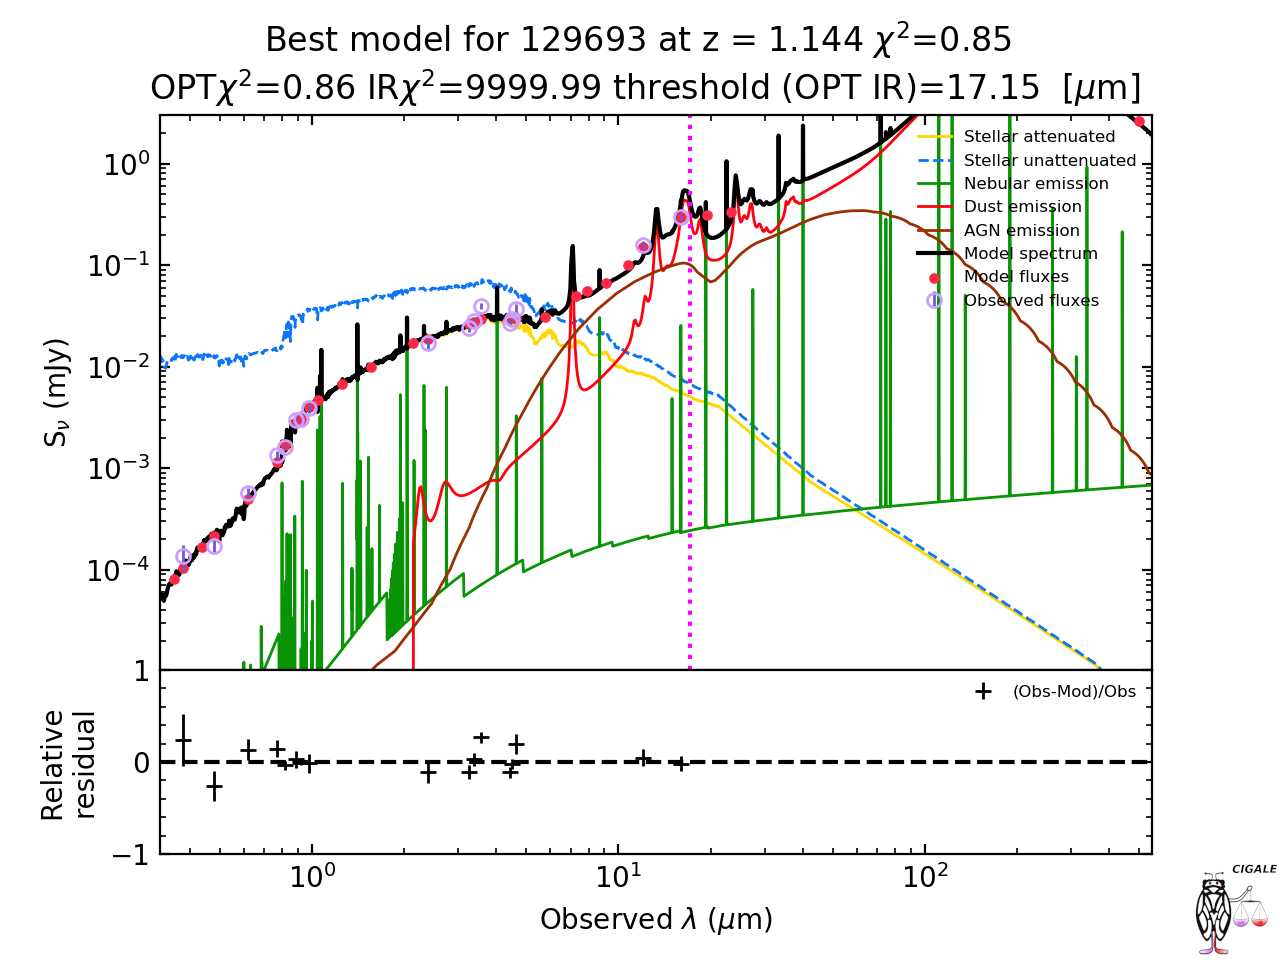 Best model for 129693 at z = 1.144 χ²=0.85
OPTχ²=0.86 IRχ²=9999.99 threshold (OPT IR)=17.15 [μm]
Stellar attenuated
Stellar unattenuated
Nebular emission
Dust emission
AGN emission
Model spectrum
Model fluxes
Observed fluxes
10⁰
10⁻¹
10⁻²
10⁻³
10⁻⁴
S_ν (mJy)
1
0
−1
Relative
residual
(Obs-Mod)/Obs
10⁰ 10¹ 10²
Observed λ (μm)
CIGALE